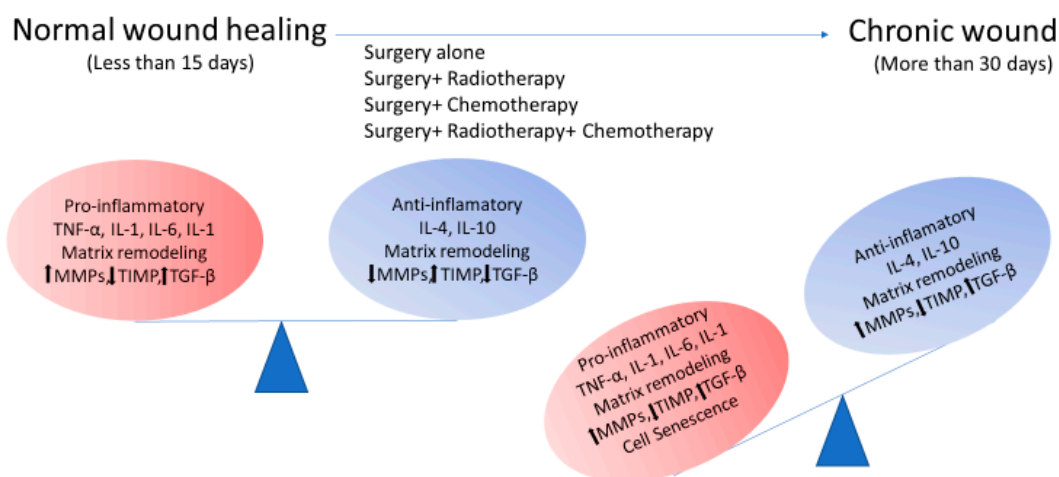 Normal wound healing
(Less than 15 days)
Surgery alone
Surgery+ Radiotherapy
Surgery+ Chemotherapy
Surgery+ Radiotherapy+ Chemotherapy
Chronic wound
(More than 30 days)
Pro-inflammatory
TNF-α, IL-1, IL-6, IL-1
Matrix remodeling
⬆MMPs,⬇TIMP,⬆TGF-β
Anti-inflamatory
IL-4, IL-10
Matrix remodeling
⬇MMPs,⬆TIMP,⬇TGF-β
Pro-inflammatory
TNF-α, IL-1, IL-6, IL-1
Matrix remodeling
⬆MMPs,⬇TIMP,⬆TGF-β
Cell Senescence
Anti-inflamatory
IL-4, IL-10
Matrix remodeling
⬆MMPs,⬇TIMP,⬆TGF-β